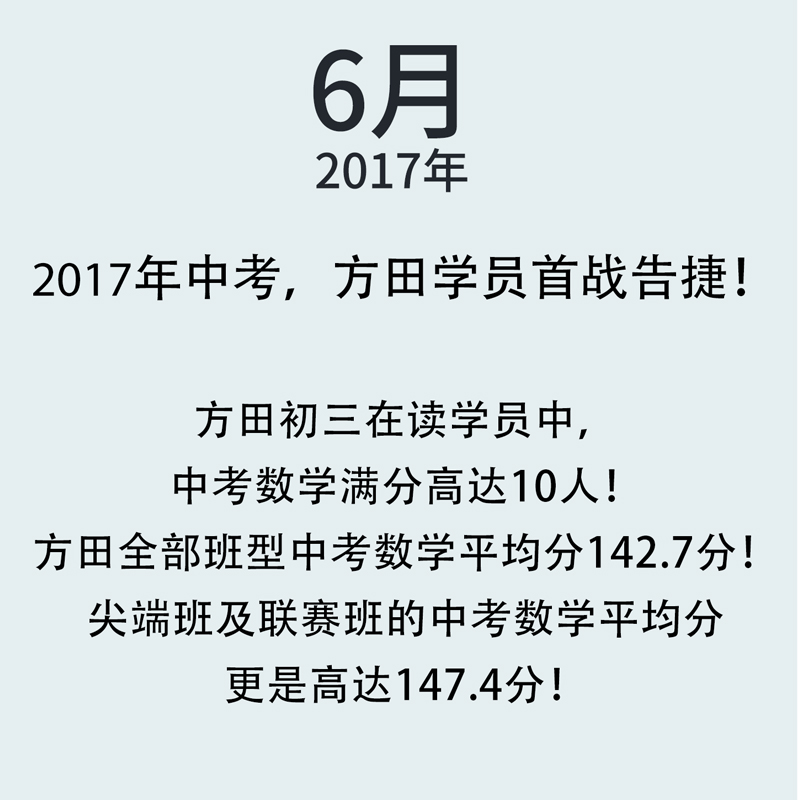 6月
2017年
2017年中考，方田学员首战告捷！
方田初三在读学员中，
中考数学满分高达10人！
方田全部班型中考数学平均分142.7分！
尖端班及联赛班的中考数学平均分
更是高达147.4分！